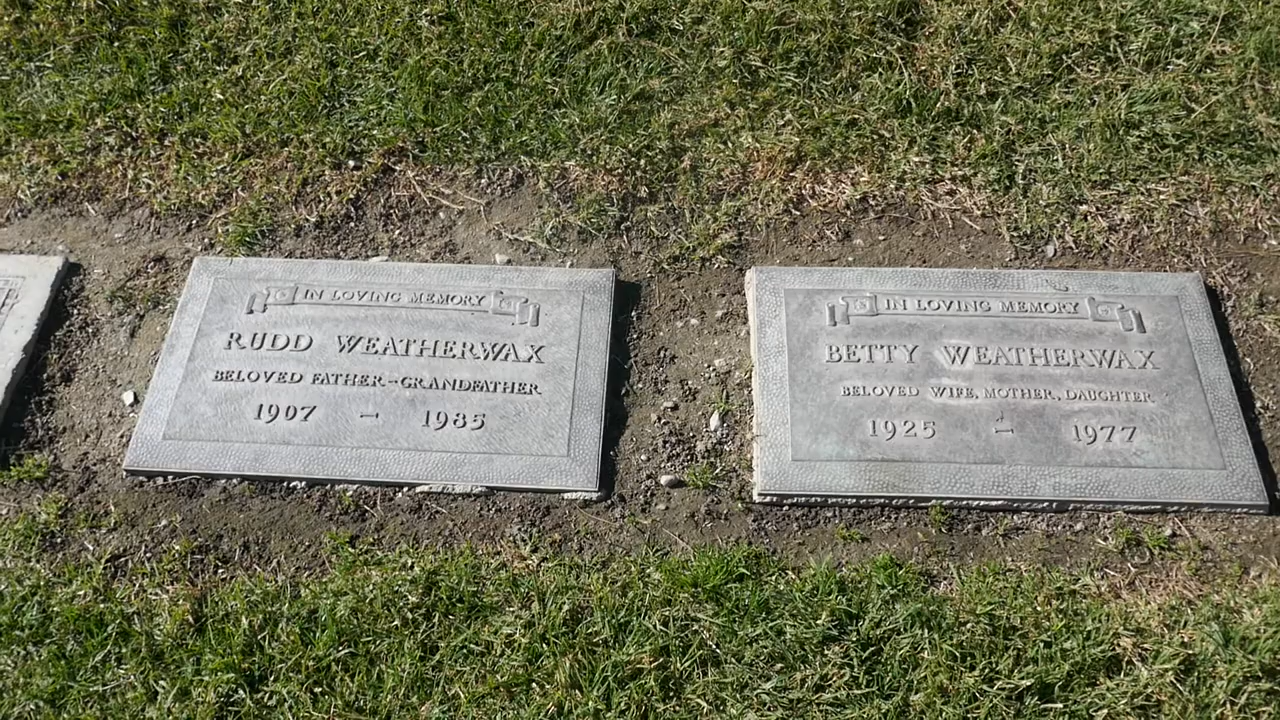 IN LOVING MEMORY
RUDD WEATHERWAX
BELOVED FATHER-GRANDFATHER
1907 - 1985
IN LOVING MEMORY
BETTY WEATHERWAX
BELOVED WIFE, MOTHER, DAUGHTER
1925 - 1977